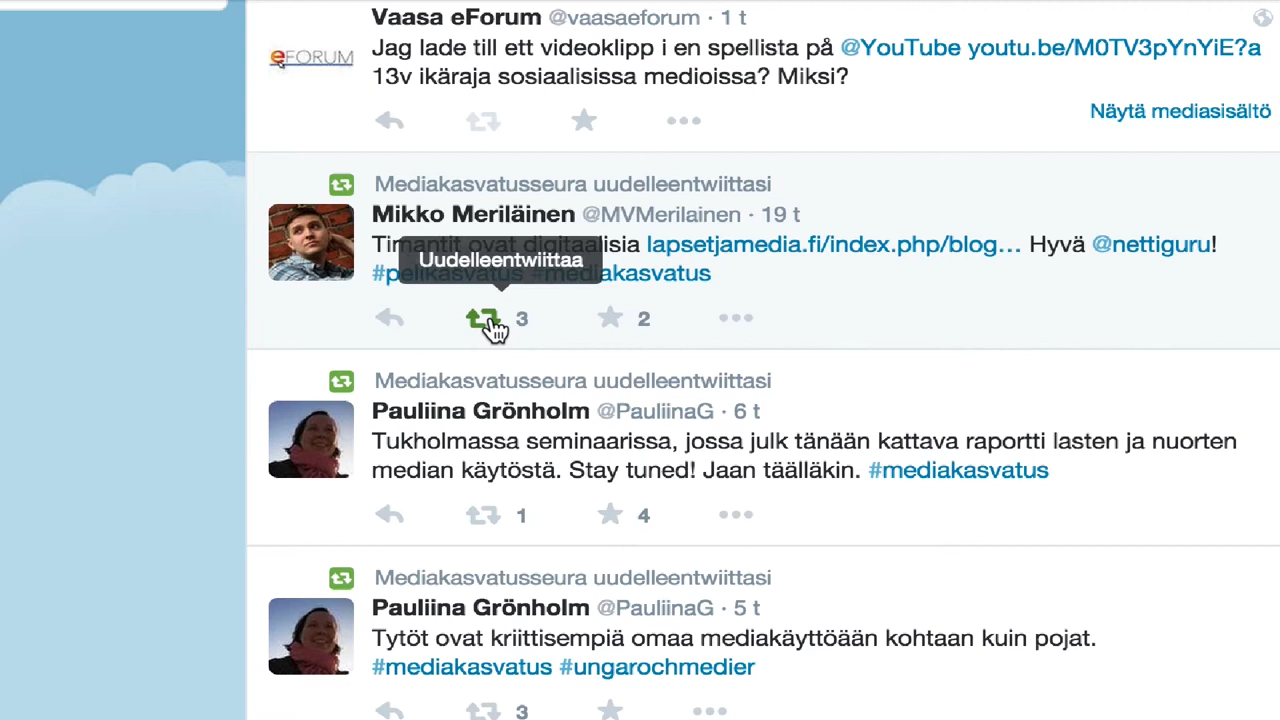 Vaasa eForum @vaasaeforum · 1 t
eFORUM
Jag lade till ett videoklipp i en spellista på @YouTube youtu.be/M0TV3pYnYiE?a
13v ikäraja sosiaalisissa medioissa? Miksi?
Näytä mediasisältö
Mediakasvatusseura uudelleentwiittasi
Mikko Meriläinen @MVMerilainen · 19 t
Timantit ovat digitaalisia lapsetjamedia.fi/index.php/blog... Hyvä @nettiguru!
Uudelleentwiittaa
#pelikasvatus #mediakasvatus
3 2
Mediakasvatusseura uudelleentwiittasi
Pauliina Grönholm @PauliinaG · 6 t
Tukholmassa seminaarissa, jossa julk tänään kattava raportti lasten ja nuorten
median käytöstä. Stay tuned! Jaan täälläkin. #mediakasvatus
1 4
Mediakasvatusseura uudelleentwiittasi
Pauliina Grönholm @PauliinaG · 5 t
Tytöt ovat kriittisempiä omaa mediakäyttöään kohtaan kuin pojat.
#mediakasvatus #ungarochmedier
3